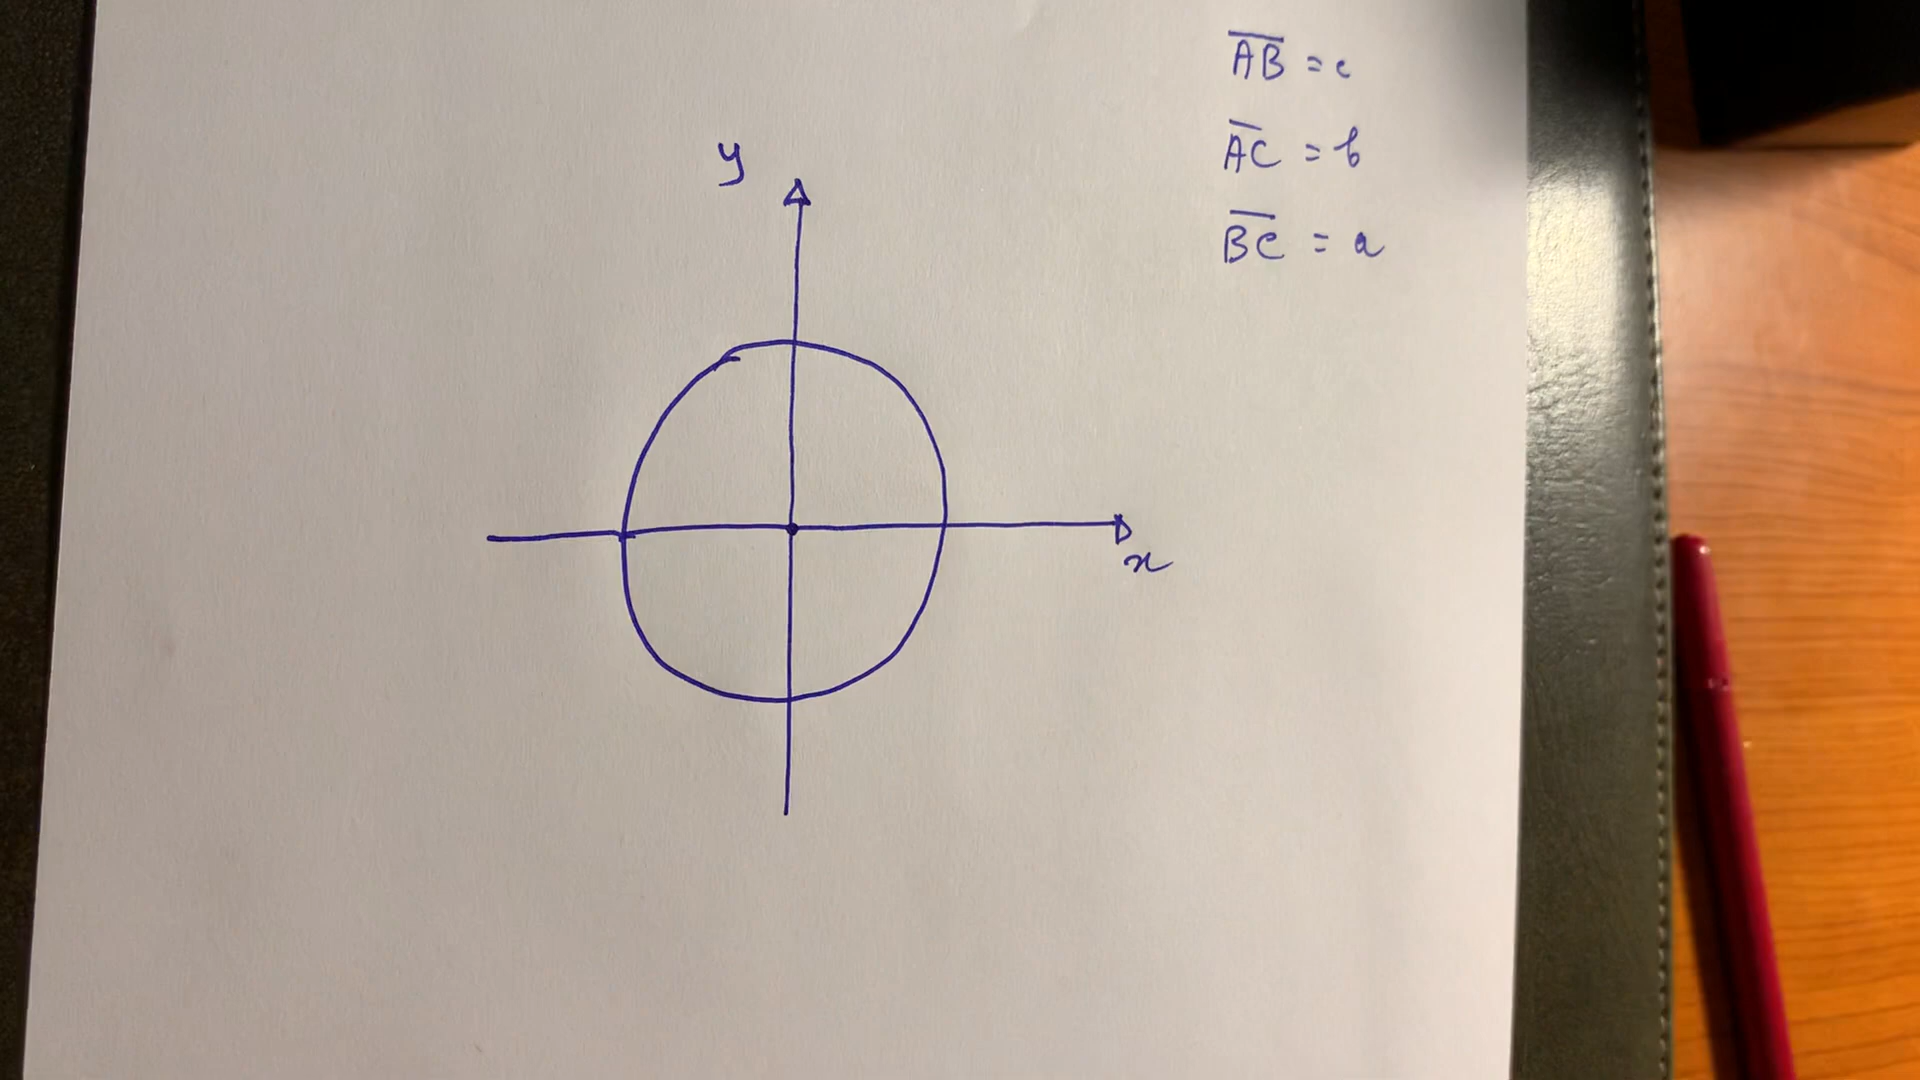 AB = c
AC = b
BC = a
y
x